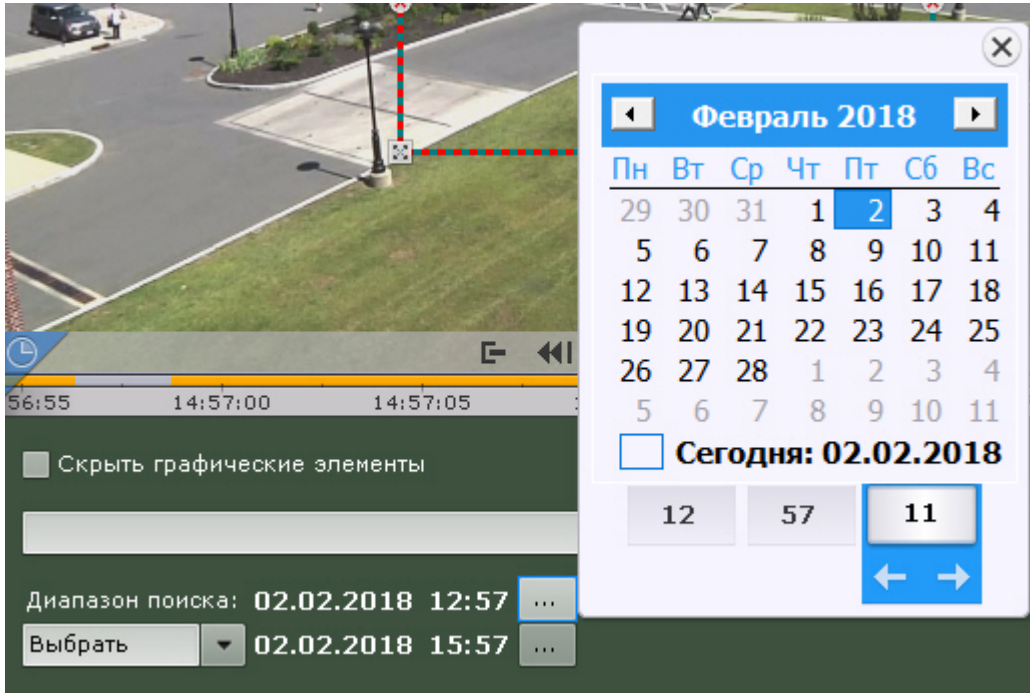 Февраль 2018
Пн Вт Ср Чт Пт Сб Вс
29 30 31 1 2 3 4
5 6 7 8 9 10 11
12 13 14 15 16 17 18
19 20 21 22 23 24 25
26 27 28 1 2 3 4
5 6 7 8 9 10 11
Сегодня: 02.02.2018
12 57 11
56:55 14:57:00 14:57:05
Скрыть графические элементы
Диапазон поиска: 02.02.2018 12:57 ...
Выбрать 02.02.2018 15:57 ...